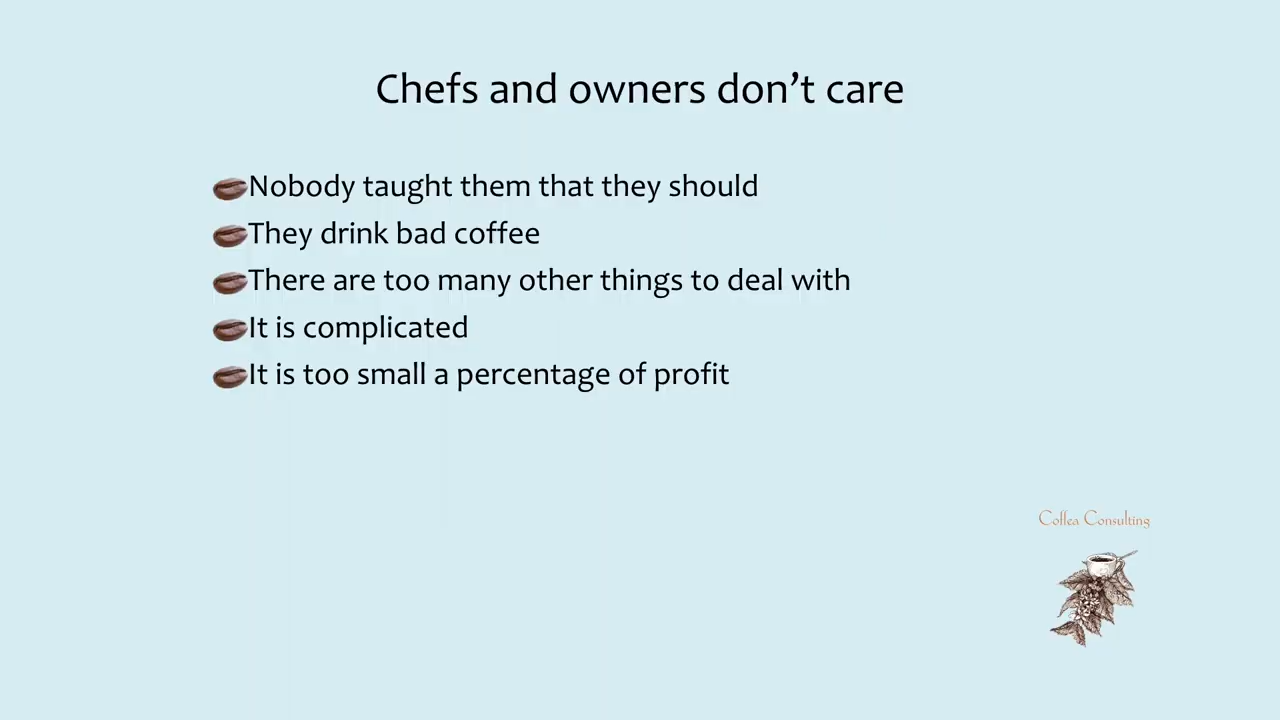 Chefs and owners don’t care
Nobody taught them that they should
They drink bad coffee
There are too many other things to deal with
It is complicated
It is too small a percentage of profit
Coffea Consulting